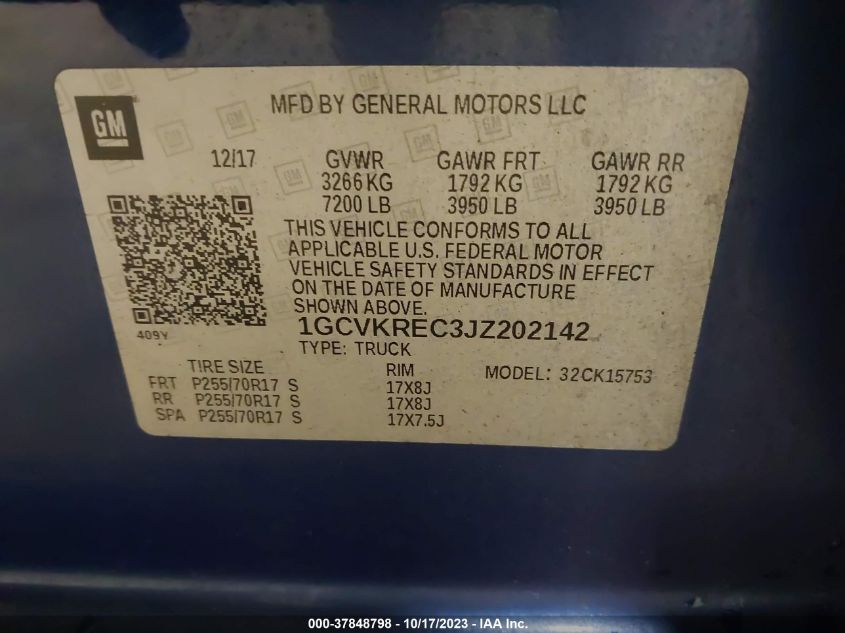 GM
MFD BY GENERAL MOTORS LLC
12/17 GVWR GAWR FRT GAWR RR
3266 KG 1792 KG 1792 KG
7200 LB 3950 LB 3950 LB
THIS VEHICLE CONFORMS TO ALL
APPLICABLE U.S. FEDERAL MOTOR
VEHICLE SAFETY STANDARDS IN EFFECT
ON THE DATE OF MANUFACTURE
SHOWN ABOVE.
409Y
1GCVKREC3JZ202142
TYPE: TRUCK
TIRE SIZE RIM MODEL: 32CK15753
FRT P255/70R17 S 17X8J
RR P255/70R17 S 17X8J
SPA P255/70R17 S 17X7.5J
000-37848798 - 10/17/2023 - IAA Inc.